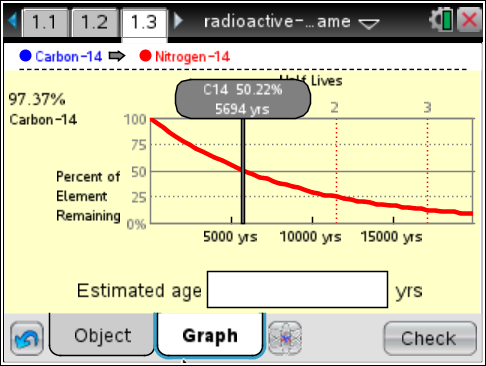 1.1 1.2 1.3 radioactive-...ame
Carbon-14 Nitrogen-14
Half Lives
97.37%
Carbon-14
C14 50.22%
5694 yrs
2 3
100
75
50
25
0%
Percent of
Element
Remaining
5000 yrs 10000 yrs 15000 yrs
Estimated age yrs
Object Graph Check